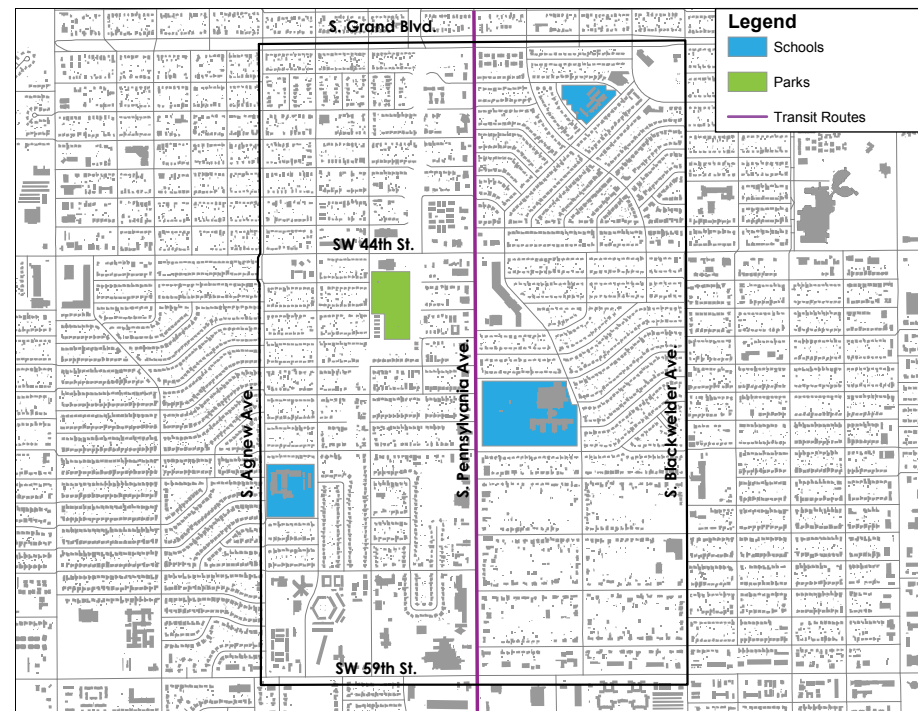 S. Grand Blvd.
Legend
Schools
Parks
Transit Routes
SW 44th St.
S. Agnew Ave.
S. Pennsylvania Ave.
S. Blackwelder Ave.
SW 59th St.